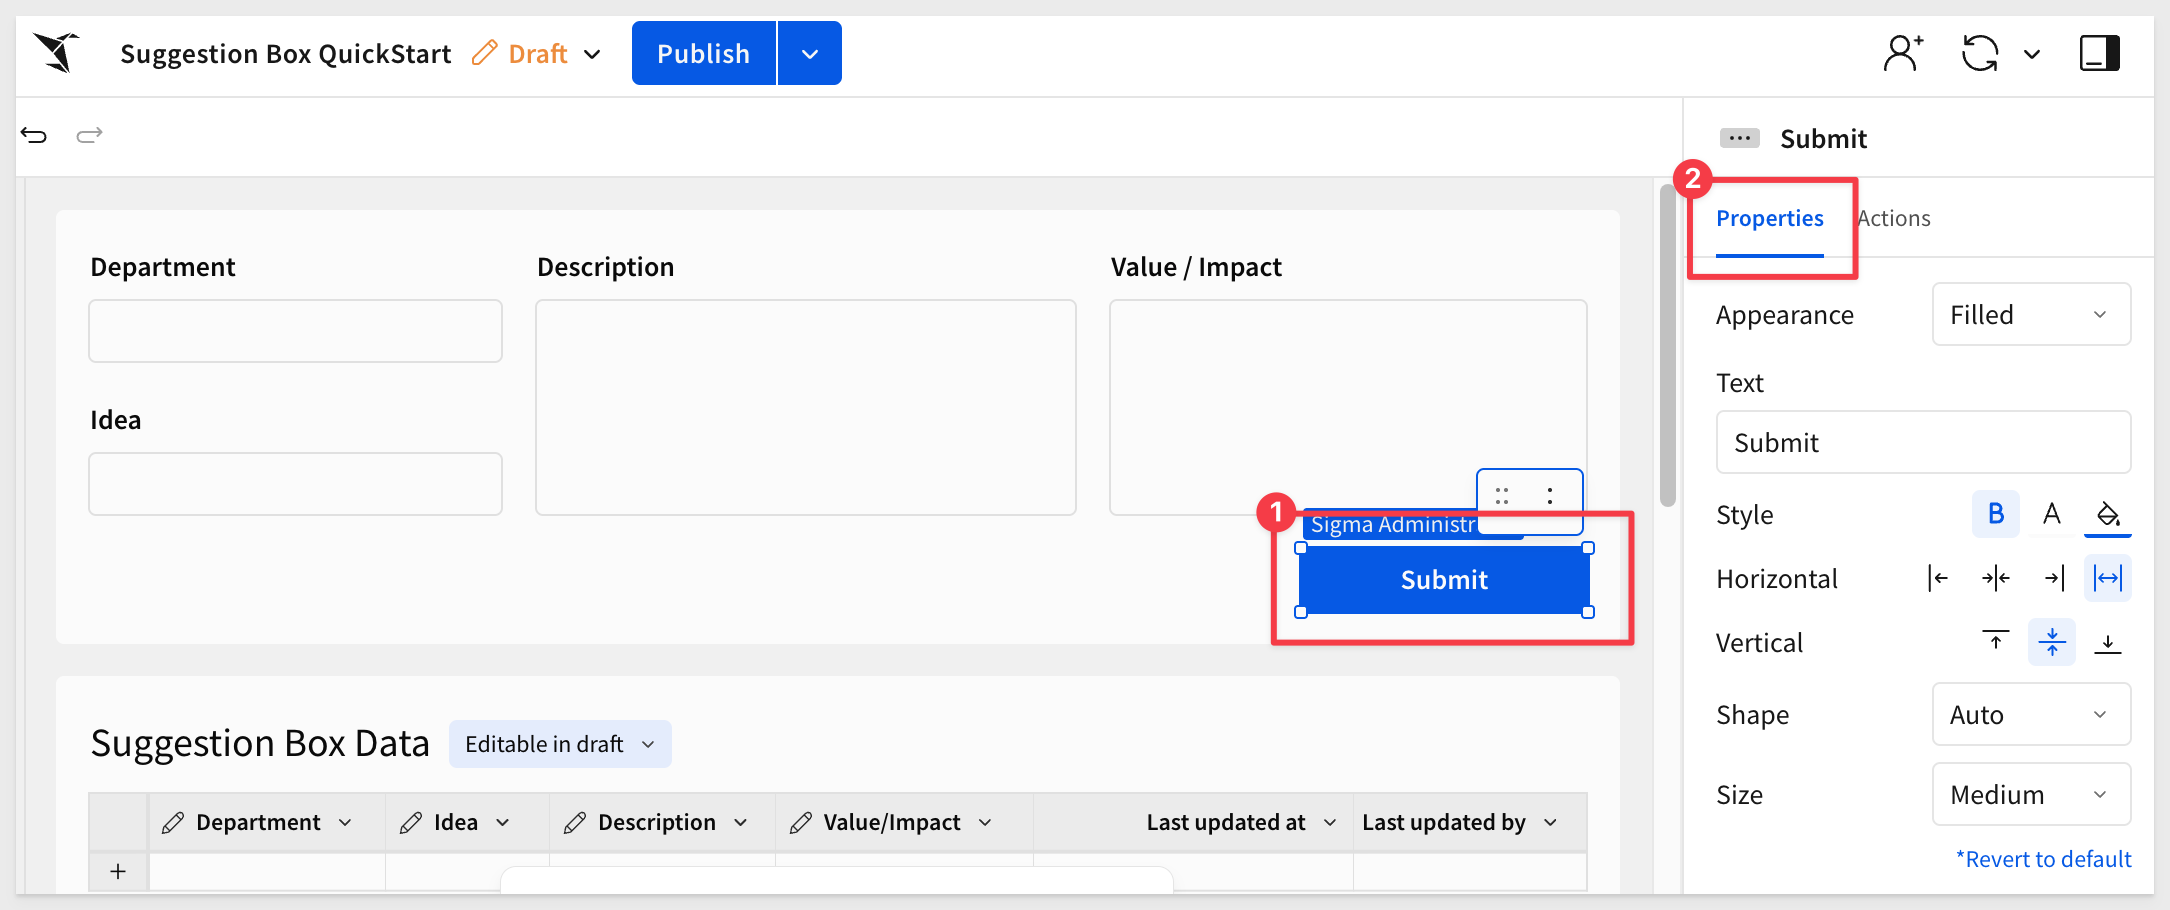 Suggestion Box QuickStart Draft Publish
Submit
2
Properties Actions
Department Description Value / Impact
Appearance Filled
Text
Idea
Submit
1
Sigma Administr
Style B A
Submit
Horizontal
Vertical
Shape Auto
Suggestion Box Data Editable in draft
Size Medium
Department Idea Description Value/Impact Last updated at Last updated by
*Revert to default